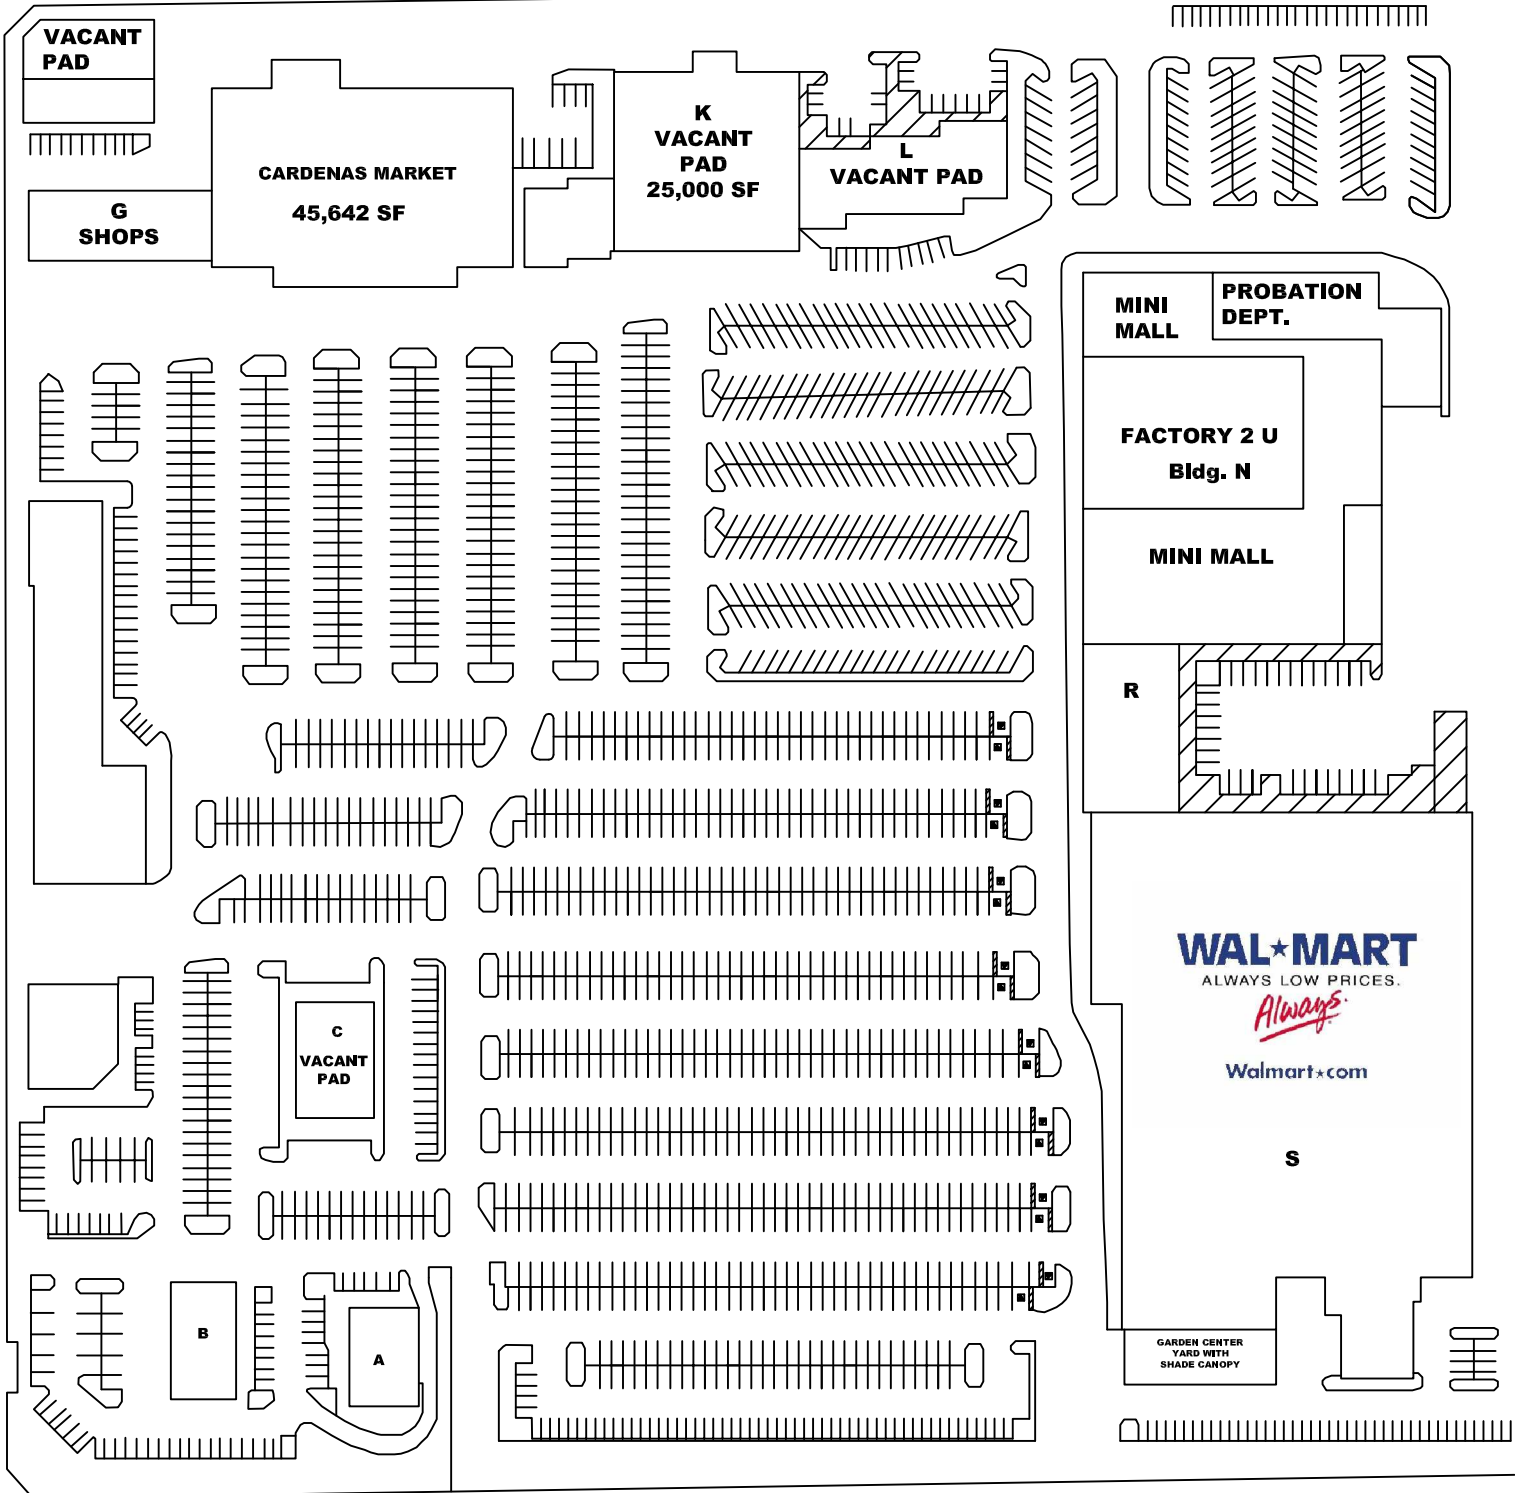 VACANT
PAD
G
SHOPS
CARDENAS MARKET
45,642 SF
K
VACANT
PAD
25,000 SF
L
VACANT PAD
MINI
MALL
PROBATION
DEPT.
FACTORY 2 U
Bldg. N
MINI MALL
R
WAL★MART
ALWAYS LOW PRICES.
Always.
Walmart★com
S
C
VACANT
PAD
B
A
GARDEN CENTER
YARD WITH
SHADE CANOPY